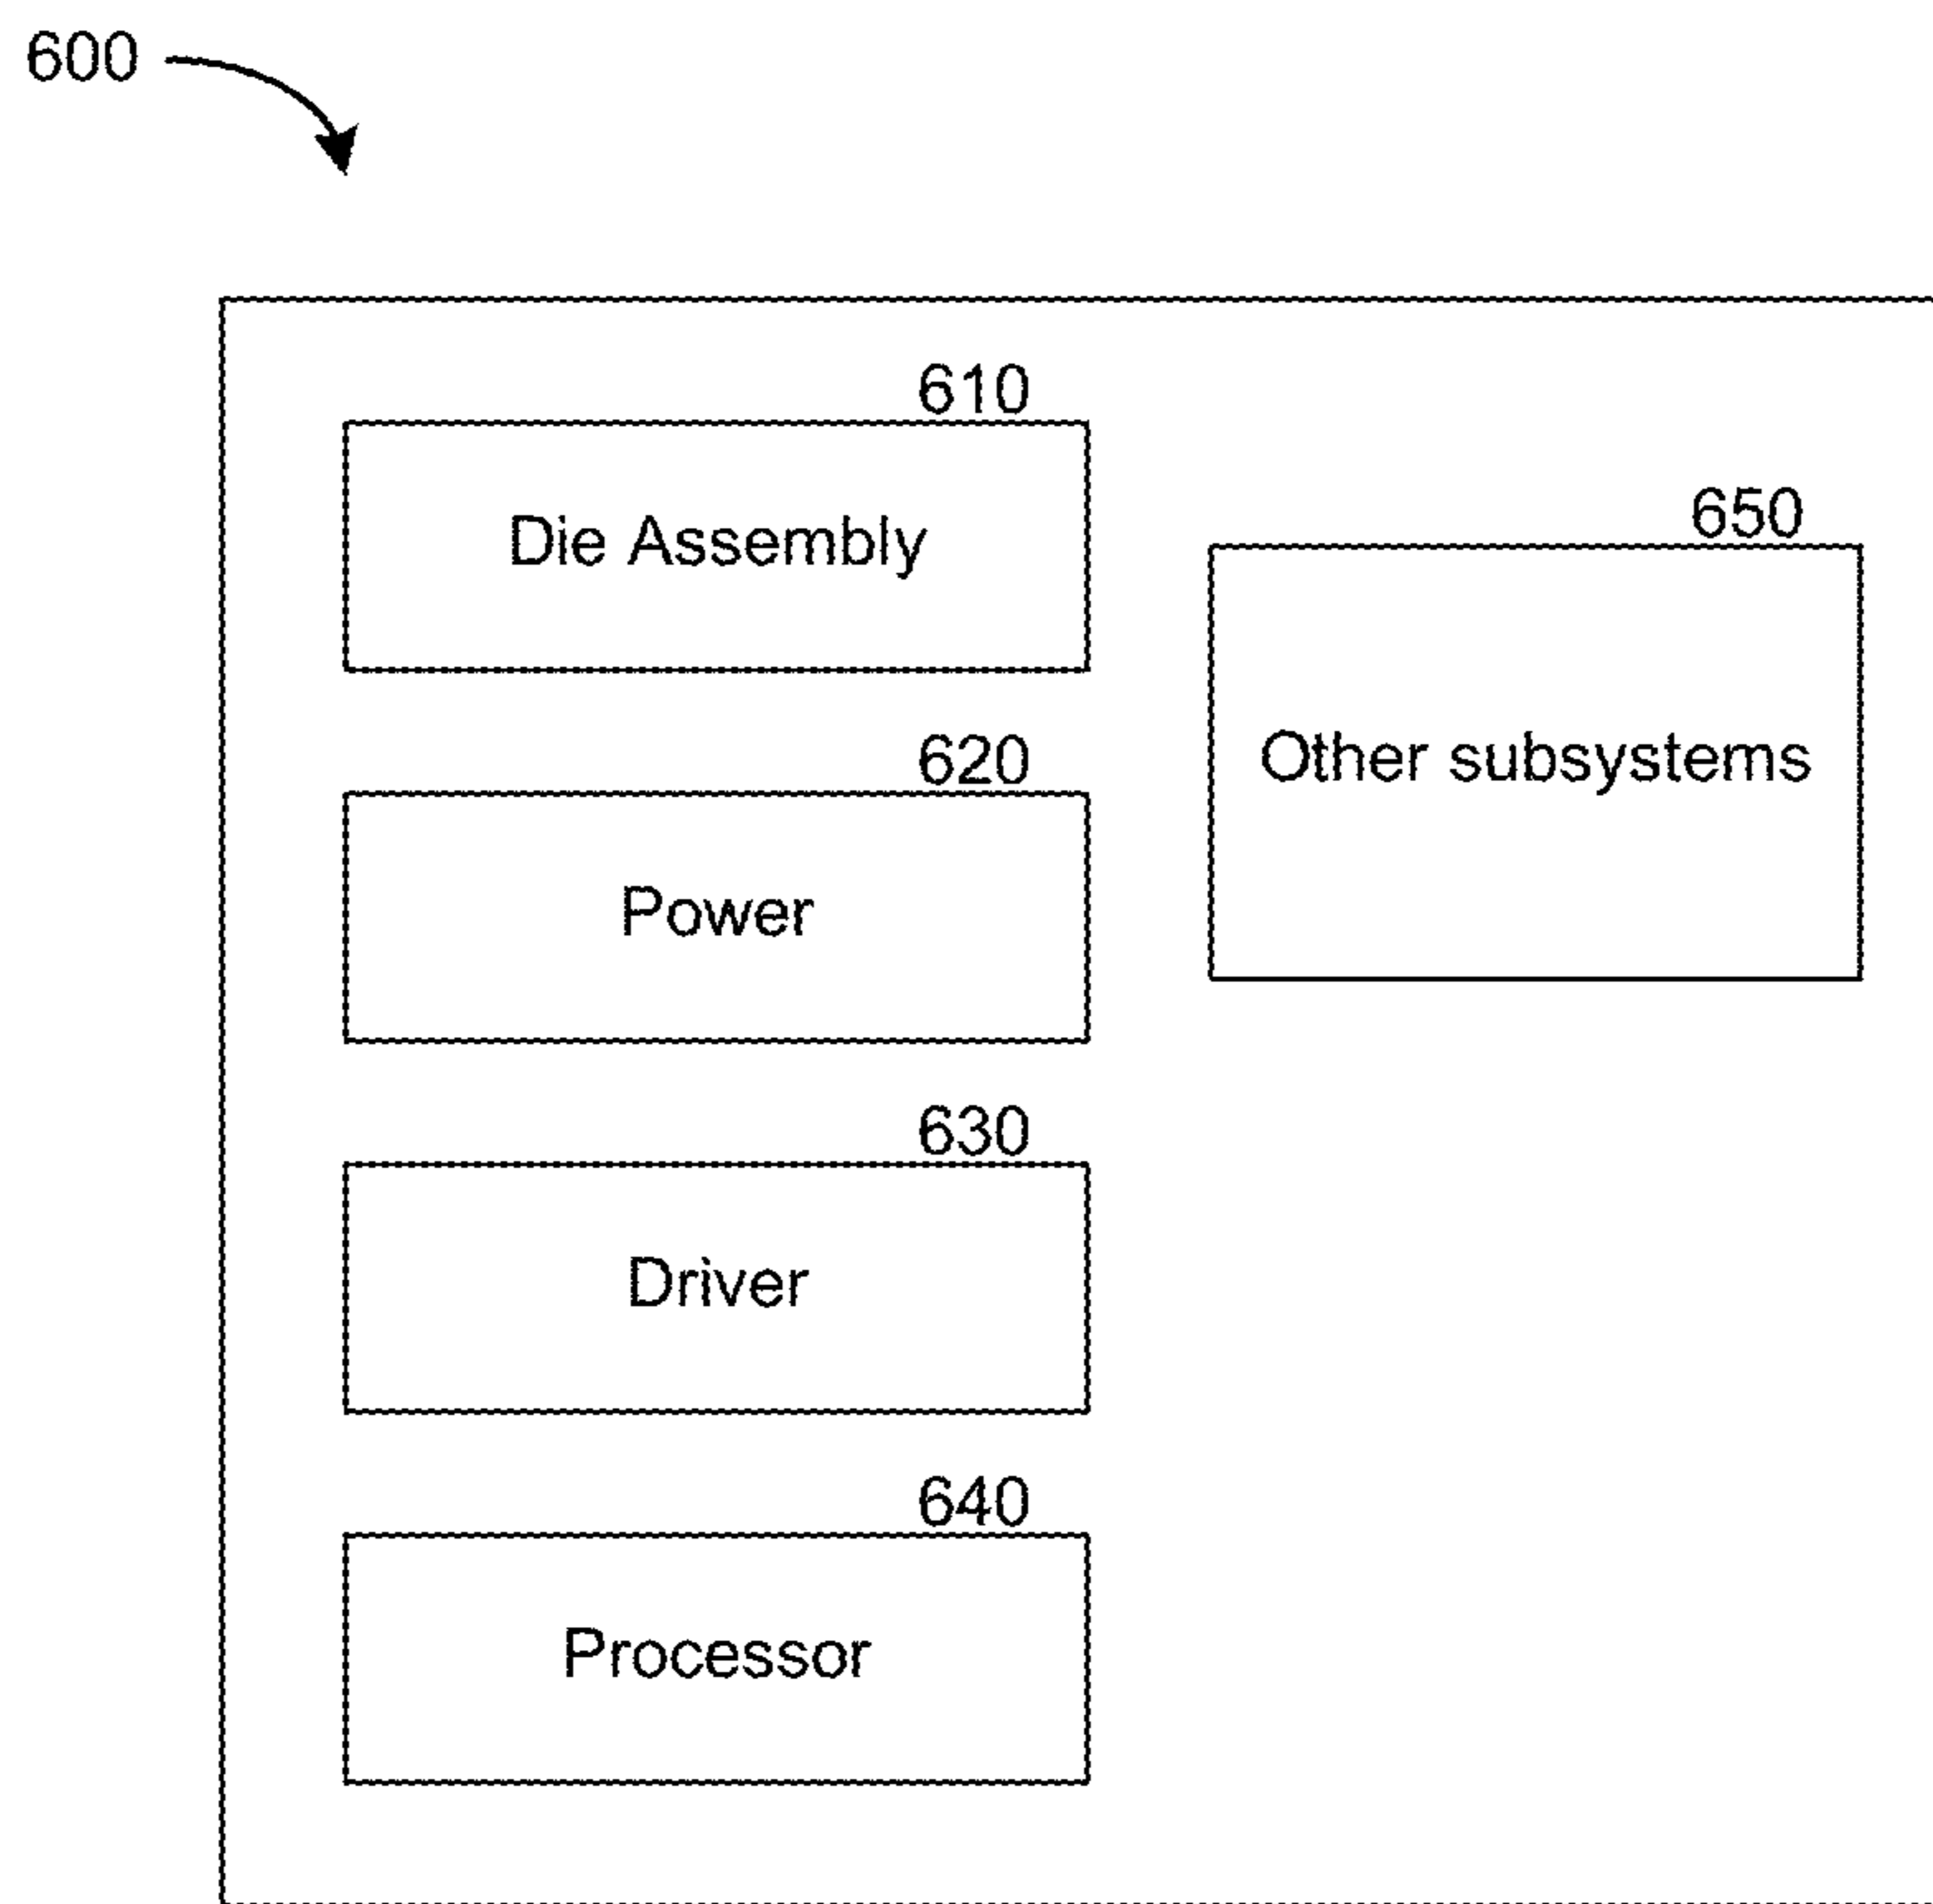 600
610
Die Assembly
650
Other subsystems
620
Power
630
Driver
640
Processor